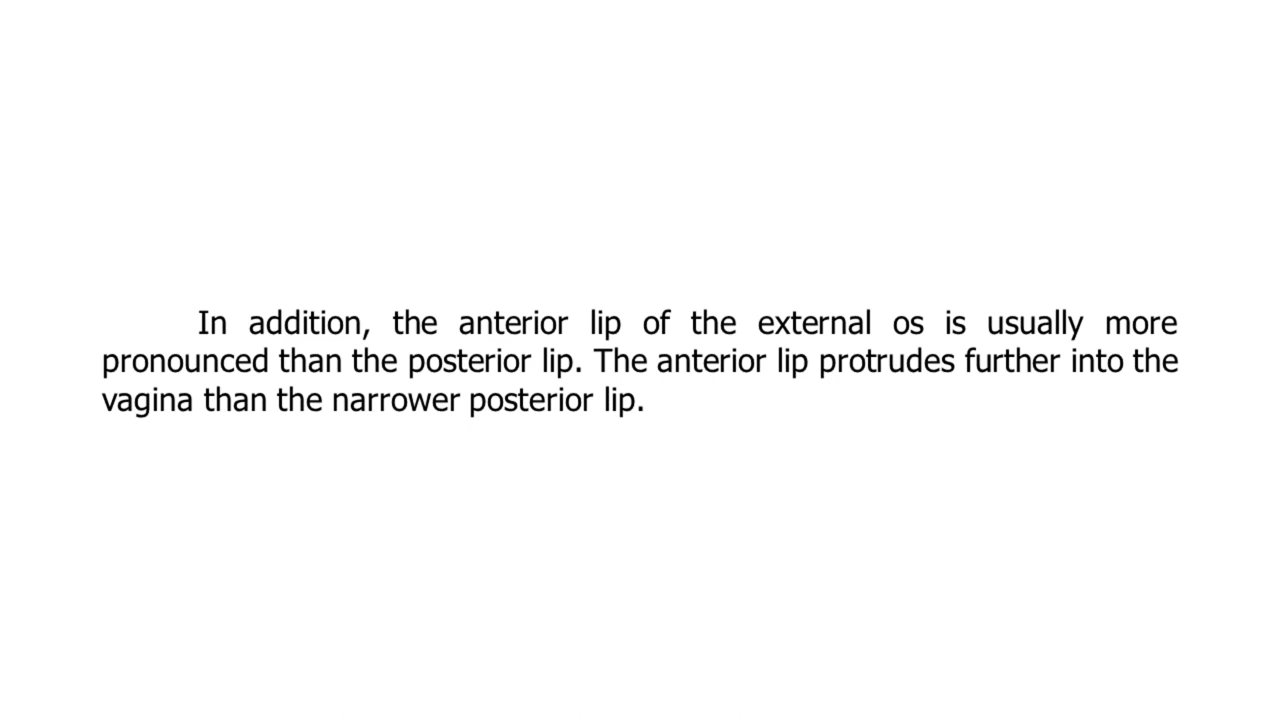 In addition, the anterior lip of the external os is usually more
pronounced than the posterior lip. The anterior lip protrudes further into the
vagina than the narrower posterior lip.